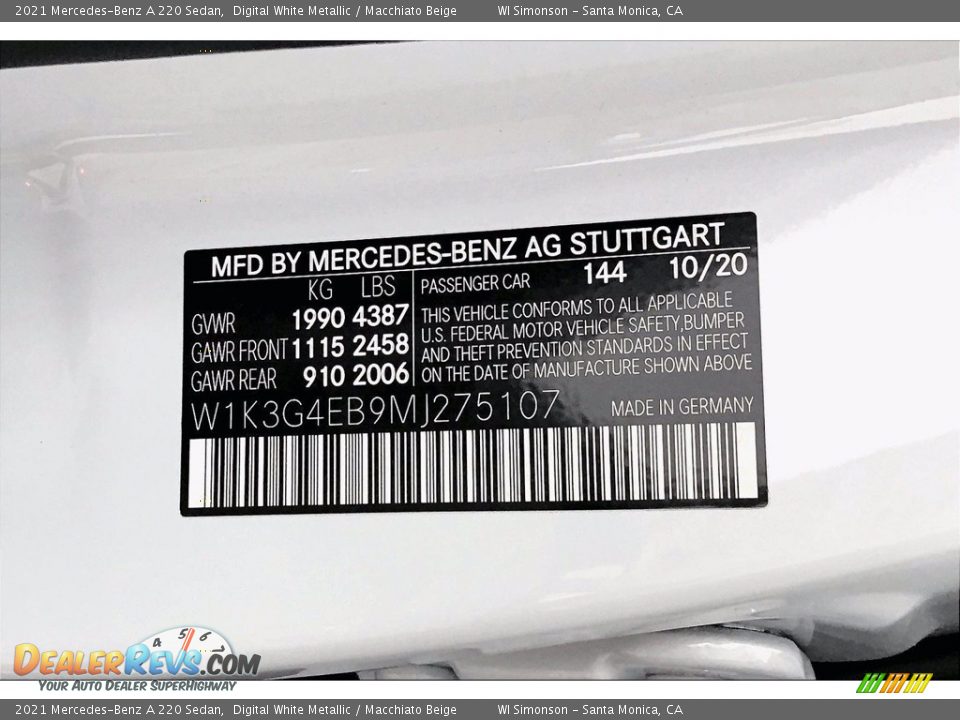 2021 Mercedes-Benz A 220 Sedan, Digital White Metallic / Macchiato Beige WI Simonson - Santa Monica, CA
MFD BY MERCEDES-BENZ AG STUTTGART
KG LBS
GVWR 1990 4387
GAWR FRONT 1115 2458
GAWR REAR 910 2006
PASSENGER CAR 144 10/20
THIS VEHICLE CONFORMS TO ALL APPLICABLE
U.S. FEDERAL MOTOR VEHICLE SAFETY,BUMPER
AND THEFT PREVENTION STANDARDS IN EFFECT
ON THE DATE OF MANUFACTURE SHOWN ABOVE
W1K3G4EB9MJ275107 MADE IN GERMANY
4 5 6
DEALERREVS.COM
YOUR AUTO DEALER SUPERHIGHWAY
2021 Mercedes-Benz A 220 Sedan, Digital White Metallic / Macchiato Beige WI Simonson - Santa Monica, CA